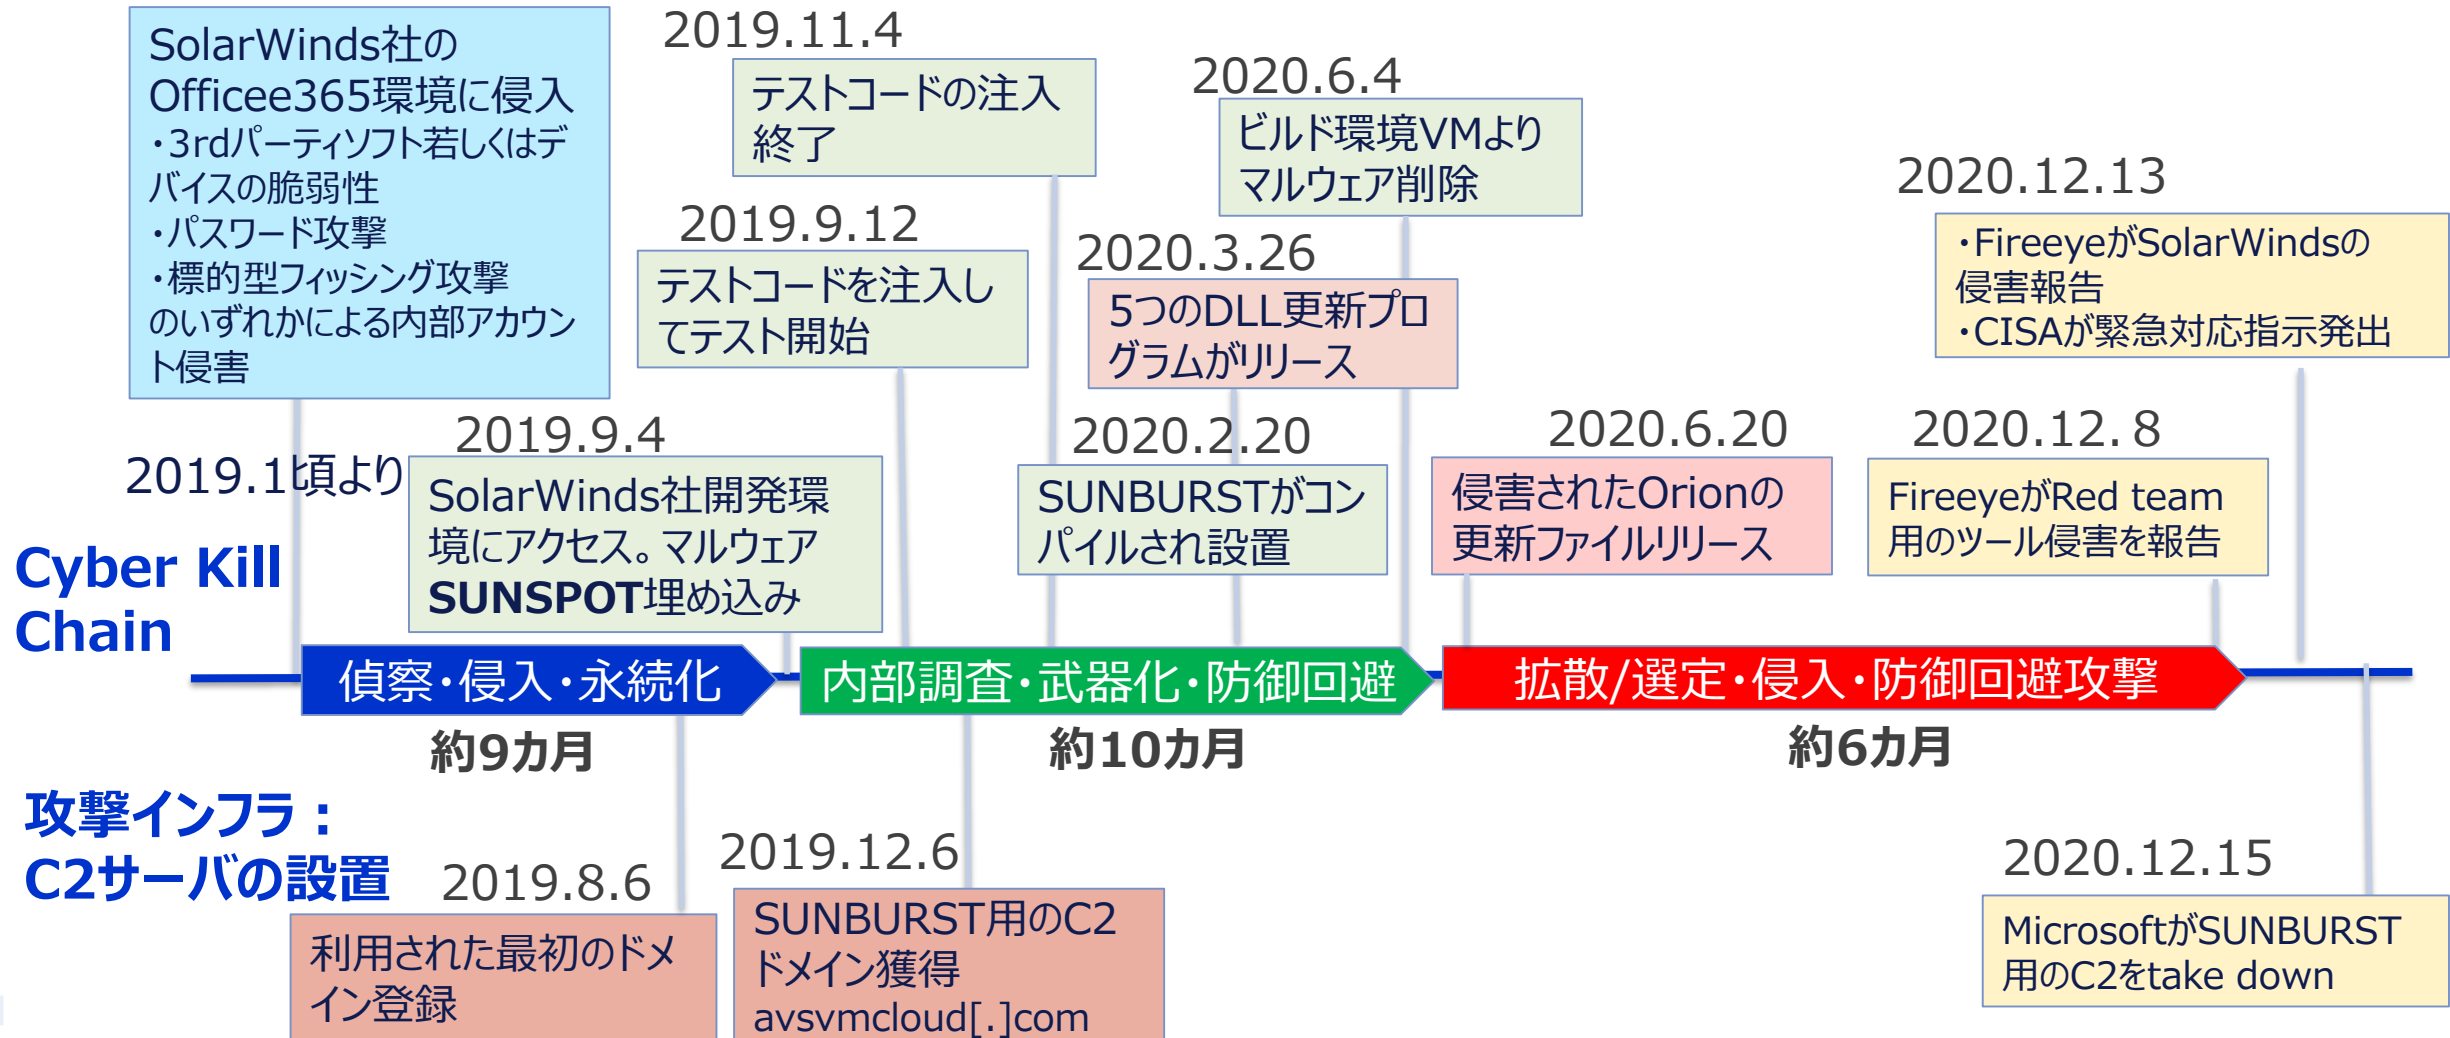 SolarWinds社の
Officee365環境に侵入
・3rdパーティソフト若しくはデ
バイスの脆弱性
・パスワード攻撃
・標的型フィッシング攻撃
のいずれかによる内部アカウン
ト侵害
2019.1頃より
2019.9.4
SolarWinds社開発環
境にアクセス。マルウェア
SUNSPOT埋め込み
2019.9.12
テストコードを注入し
てテスト開始
2019.11.4
テストコードの注入
終了
2020.2.20
SUNBURSTがコン
パイルされ設置
2020.3.26
5つのDLL更新プロ
グラムがリリース
2020.6.4
ビルド環境VMより
マルウェア削除
2020.6.20
侵害されたOrionの
更新ファイルリリース
2020.12.8
FireeyeがRed team
用のツール侵害を報告
2020.12.13
・FireeyeがSolarWindsの
侵害報告
・CISAが緊急対応指示発出
Cyber Kill
Chain
偵察・侵入・永続化
内部調査・武器化・防御回避
拡散/選定・侵入・防御回避攻撃
約9カ月
約10カ月
約6カ月
攻撃インフラ：
C2サーバの設置
2019.8.6
利用された最初のドメ
イン登録
2019.12.6
SUNBURST用のC2
ドメイン獲得
avsvmcloud[.]com
2020.12.15
MicrosoftがSUNBURST
用のC2をtake down